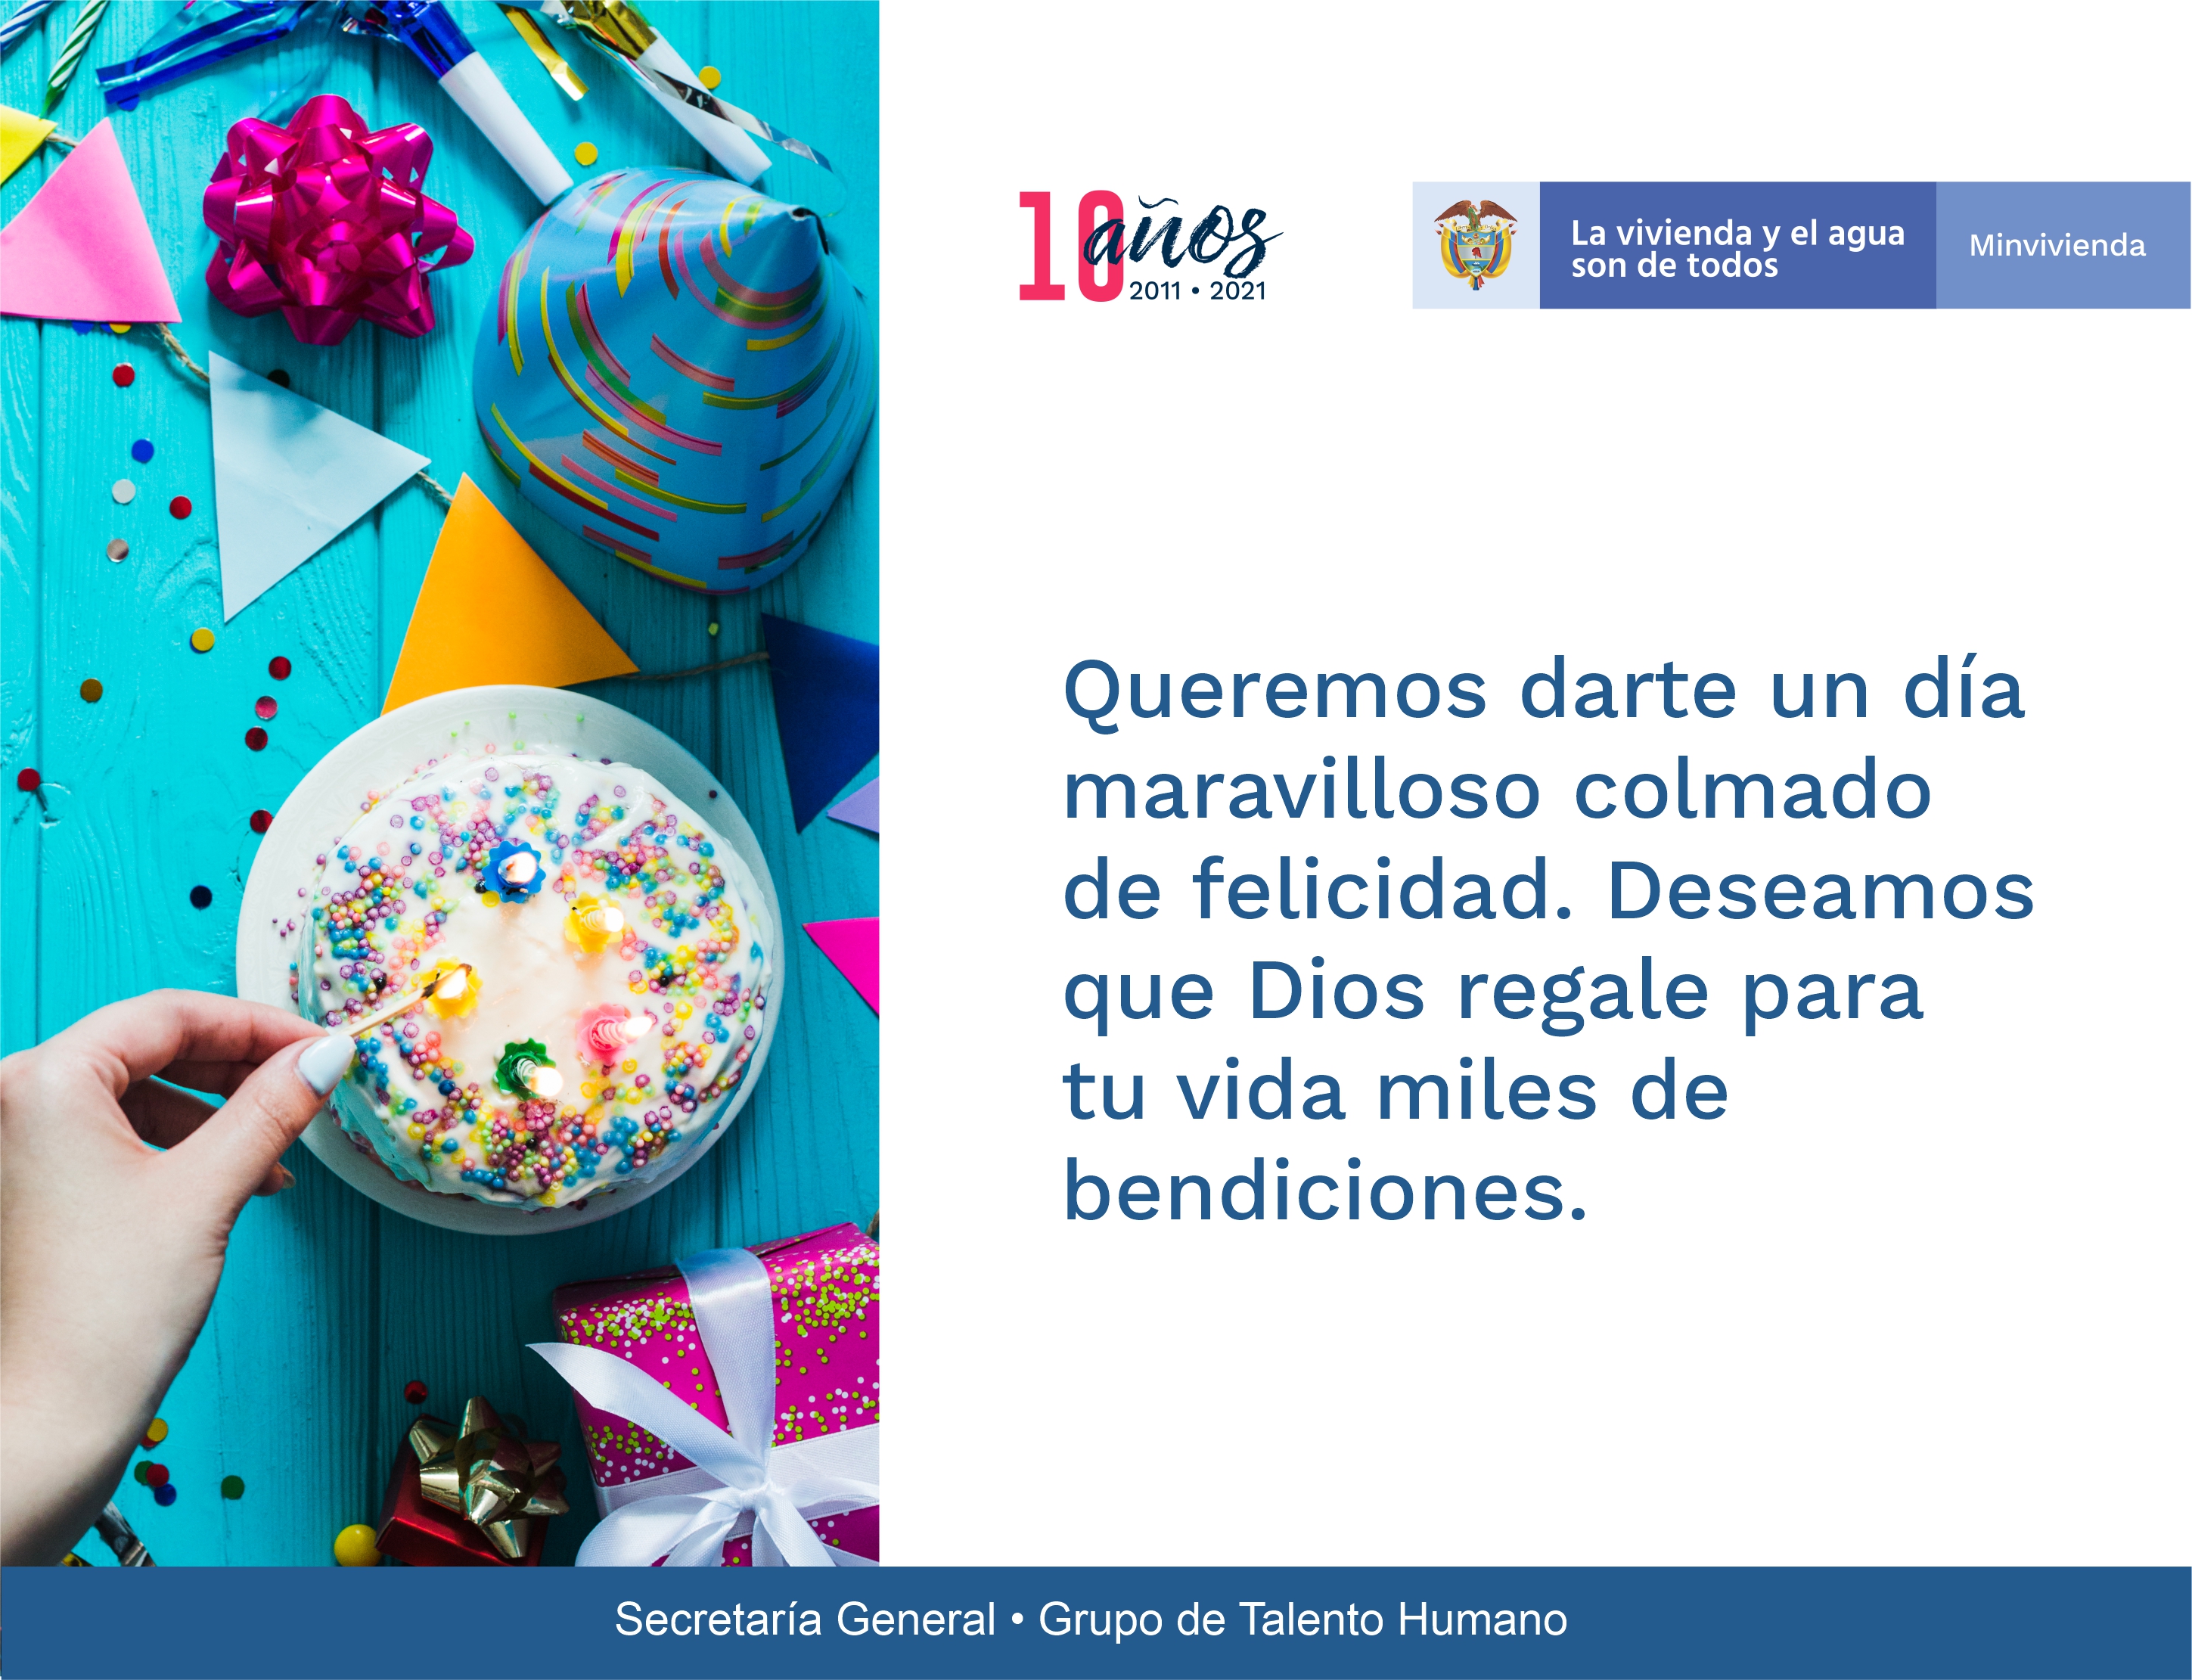 10 años
2011 • 2021
La vivienda y el agua
son de todos
Minvivienda
Queremos darte un día
maravilloso colmado
de felicidad. Deseamos
que Dios regale para
tu vida miles de
bendiciones.
Secretaría General • Grupo de Talento Humano